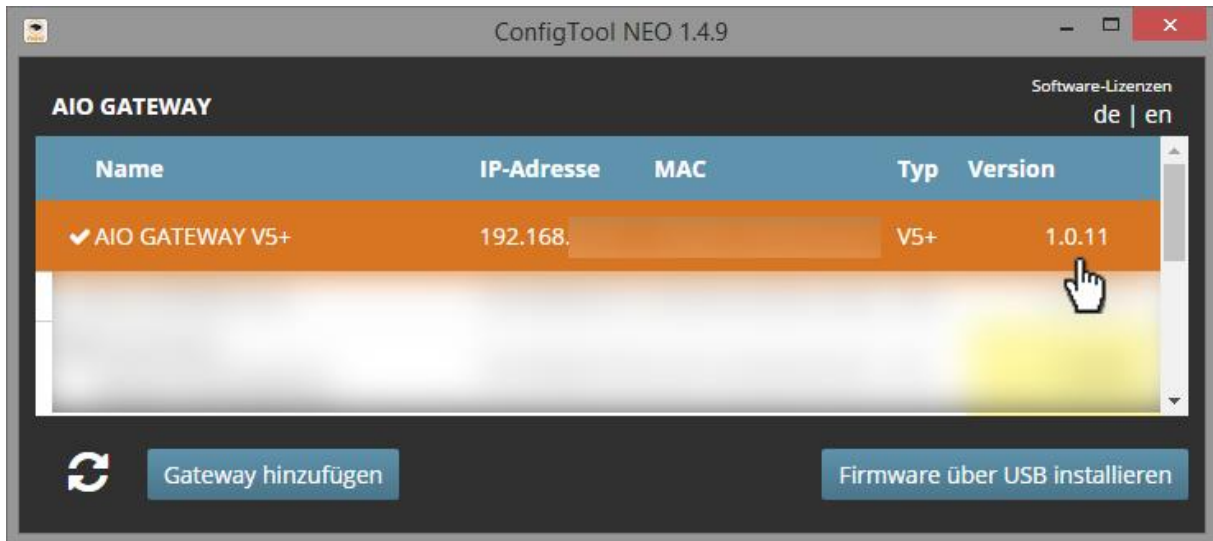 ConfigTool NEO 1.4.9
Software-Lizenzen
AIO GATEWAY
de | en
Name IP-Adresse MAC Typ Version
AIO GATEWAY V5+ 192.168. V5+ 1.0.11
Gateway hinzufügen
Firmware über USB installieren